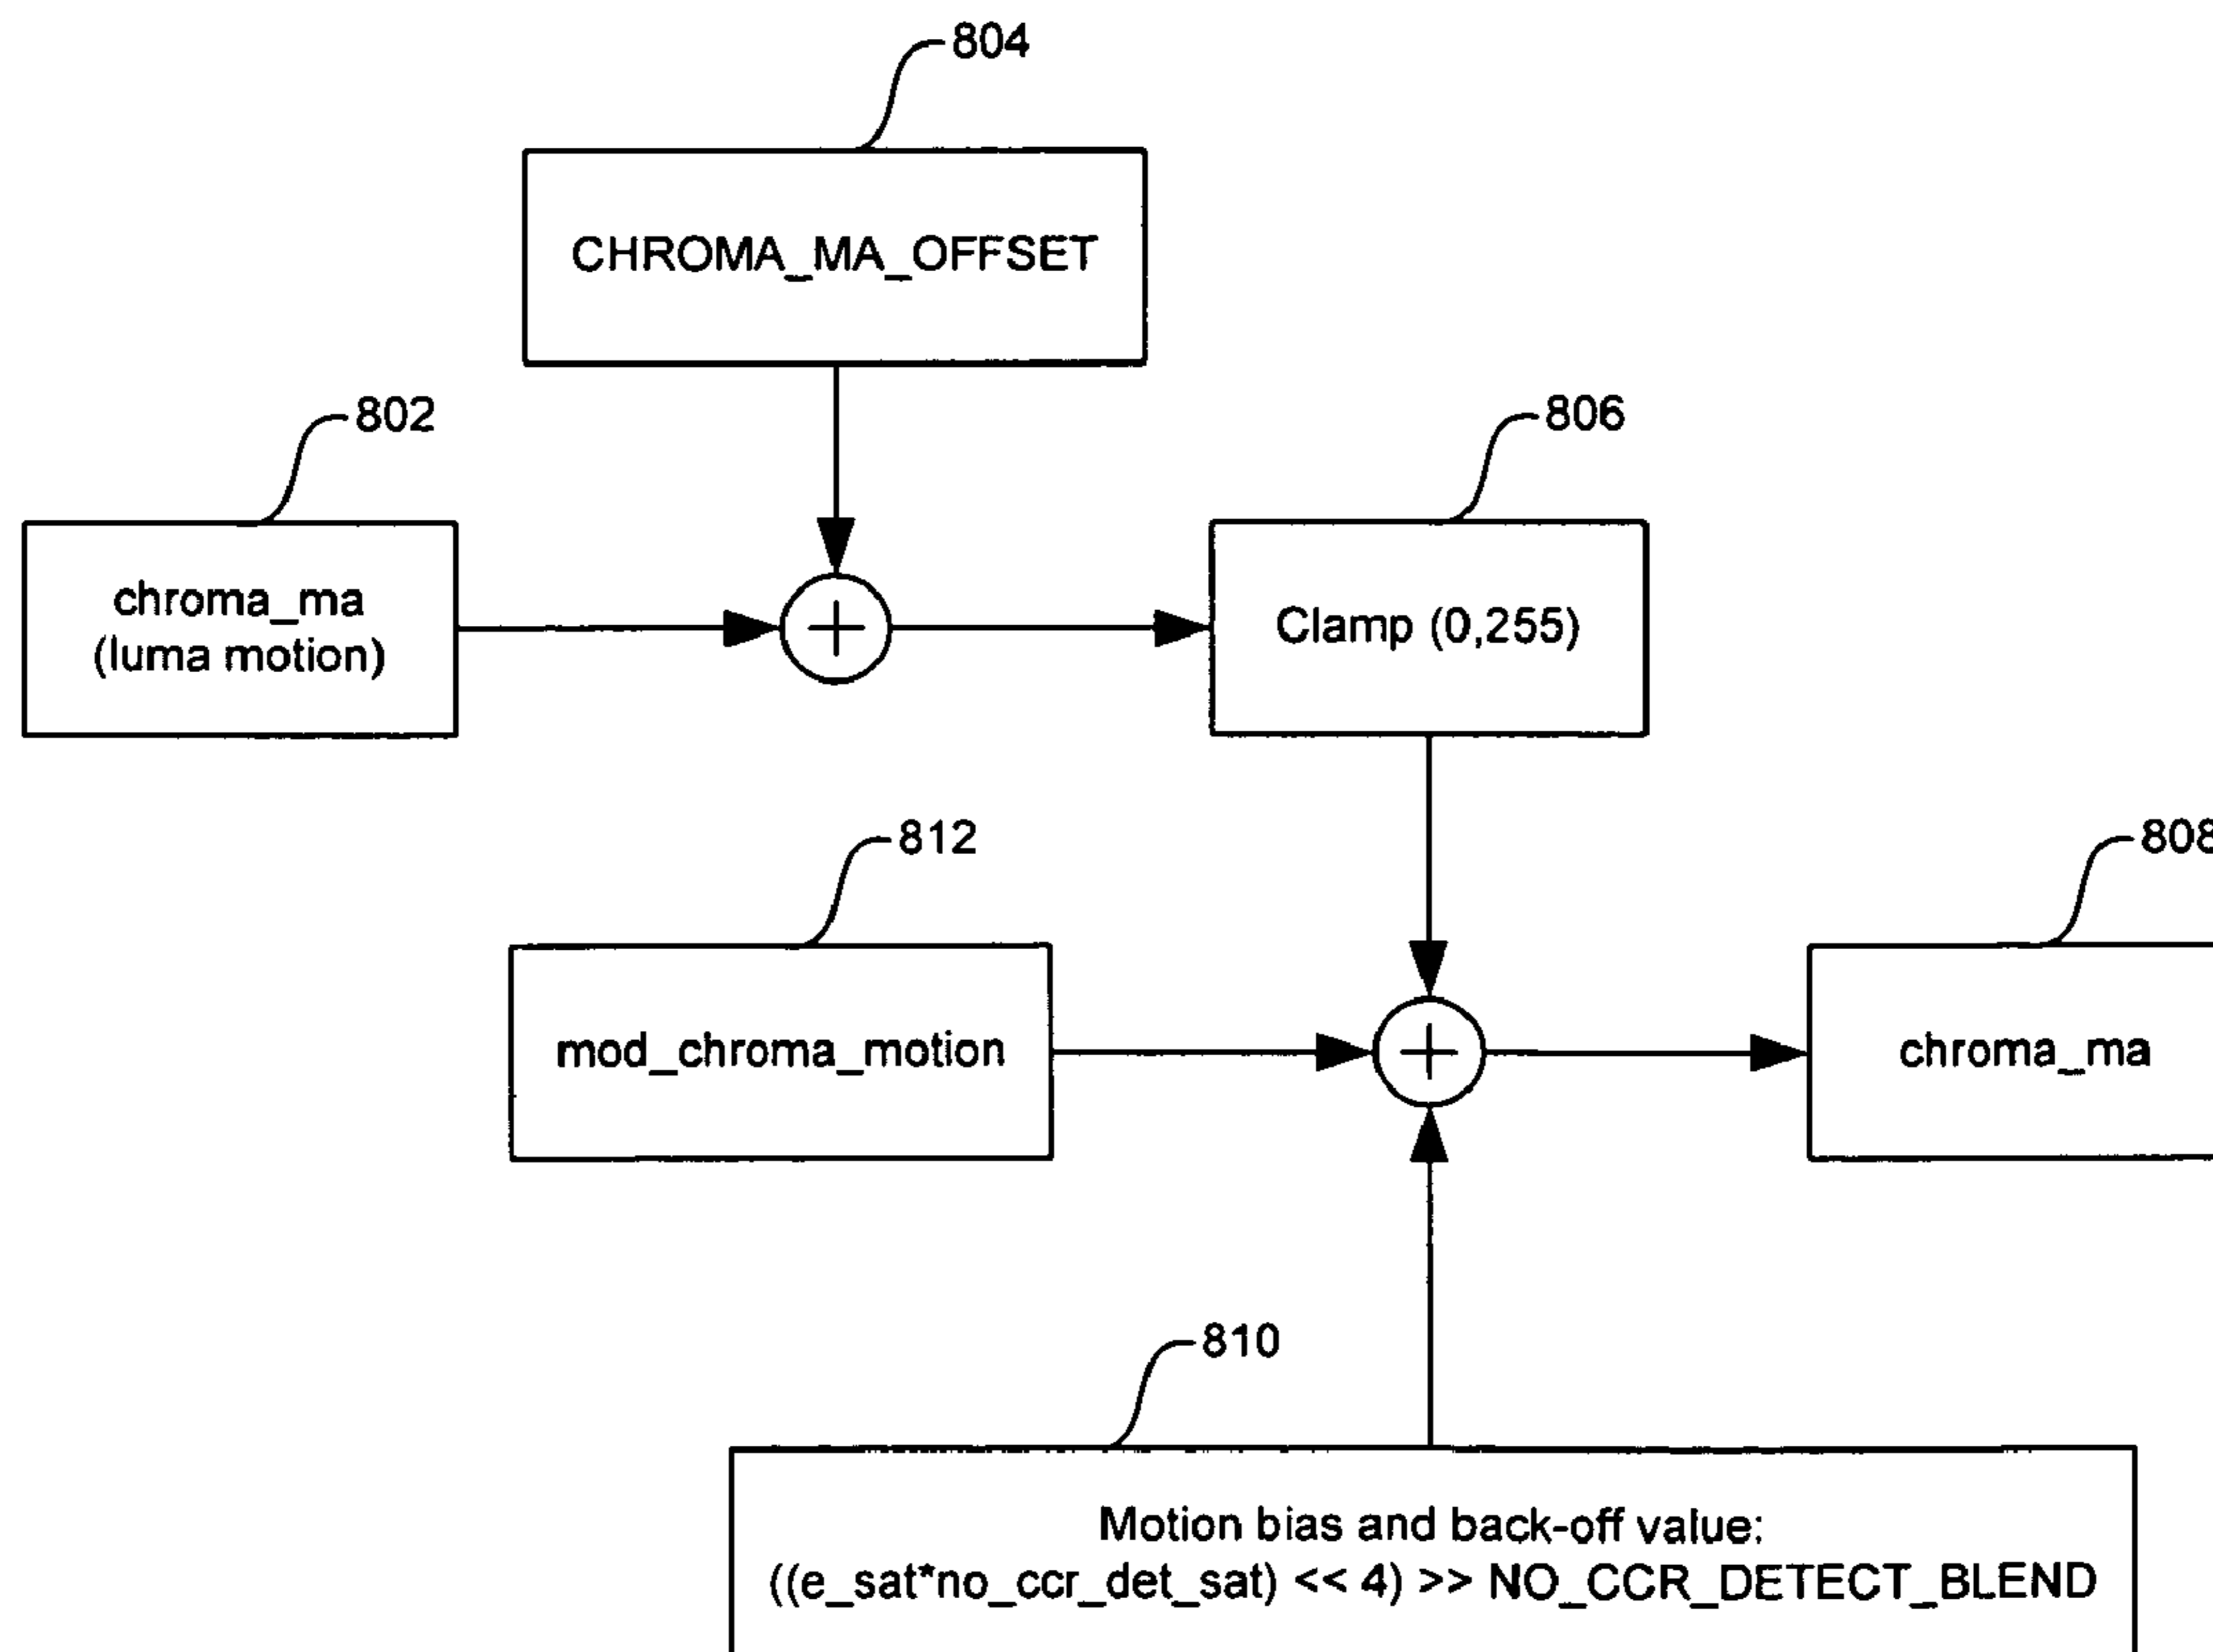 804
CHROMA_MA_OFFSET
802
806
chroma_ma
(luma motion)
Clamp (0,255)
812
808
mod_chroma_motion
chroma_ma
810
Motion bias and back-off value:
((e_sat*no_ccr_det_sat) << 4) >> NO_CCR_DETECT_BLEND